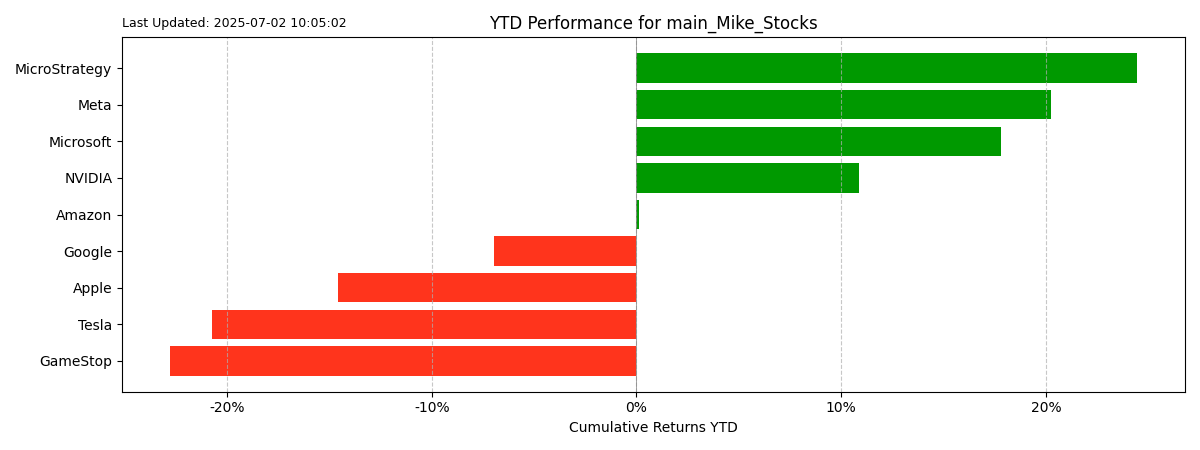 Last Updated: 2025-07-02 10:05:02
YTD Performance for main_Mike_Stocks
MicroStrategy
Meta
Microsoft
NVIDIA
Amazon
Google
Apple
Tesla
GameStop
-20% -10% 0% 10% 20%
Cumulative Returns YTD